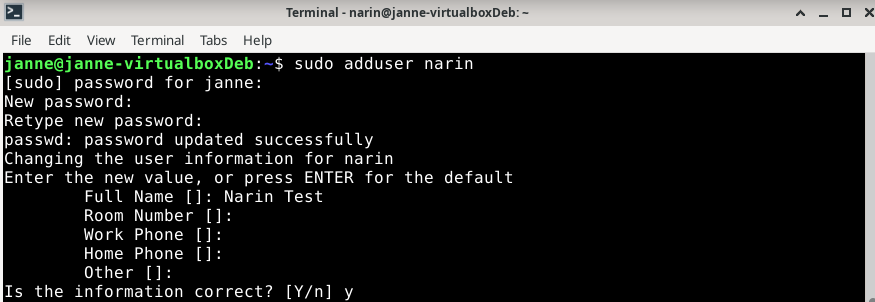 Terminal - narin@janne-virtualboxDeb: ~
File Edit View Terminal Tabs Help
janne@janne-virtualboxDeb:~$ sudo adduser narin
[sudo] password for janne:
New password:
Retype new password:
passwd: password updated successfully
Changing the user information for narin
Enter the new value, or press ENTER for the default
Full Name []: Narin Test
Room Number []:
Work Phone []:
Home Phone []:
Other []:
Is the information correct? [Y/n] y